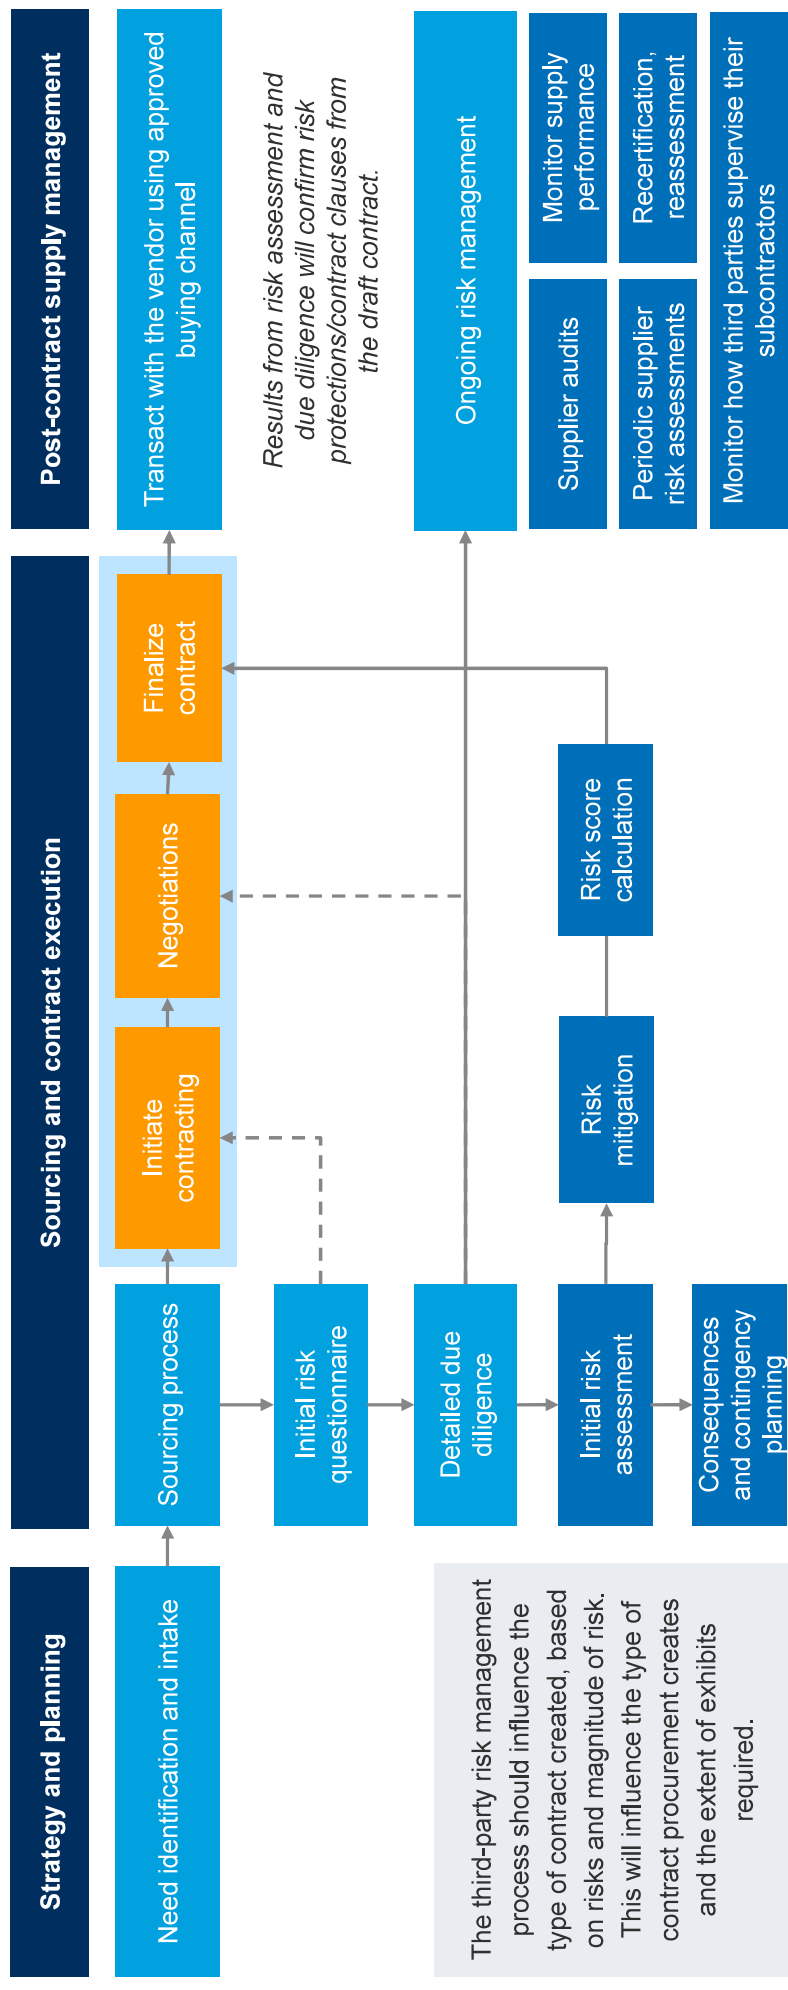 Strategy and planning
Sourcing and contract execution
Post-contract supply management
Need identification and intake
Sourcing process
Initiate
contracting
Negotiations
Finalize
contract
Transact with the vendor using approved
buying channel
Initial risk
questionnaire
Results from risk assessment and
due diligence will confirm risk
protections/contract clauses from
the draft contract.
Detailed due
diligence
Ongoing risk management
The third-party risk management
process should influence the
type of contract created, based
on risks and magnitude of risk.
This will influence the type of
contract procurement creates
and the extent of exhibits
required.
Initial risk
assessment
Risk
mitigation
Risk score
calculation
Consequences
and contingency
planning
Supplier audits
Monitor supply
performance
Periodic supplier
risk assessments
Recertification,
reassessment
Monitor how third parties supervise their
subcontractors